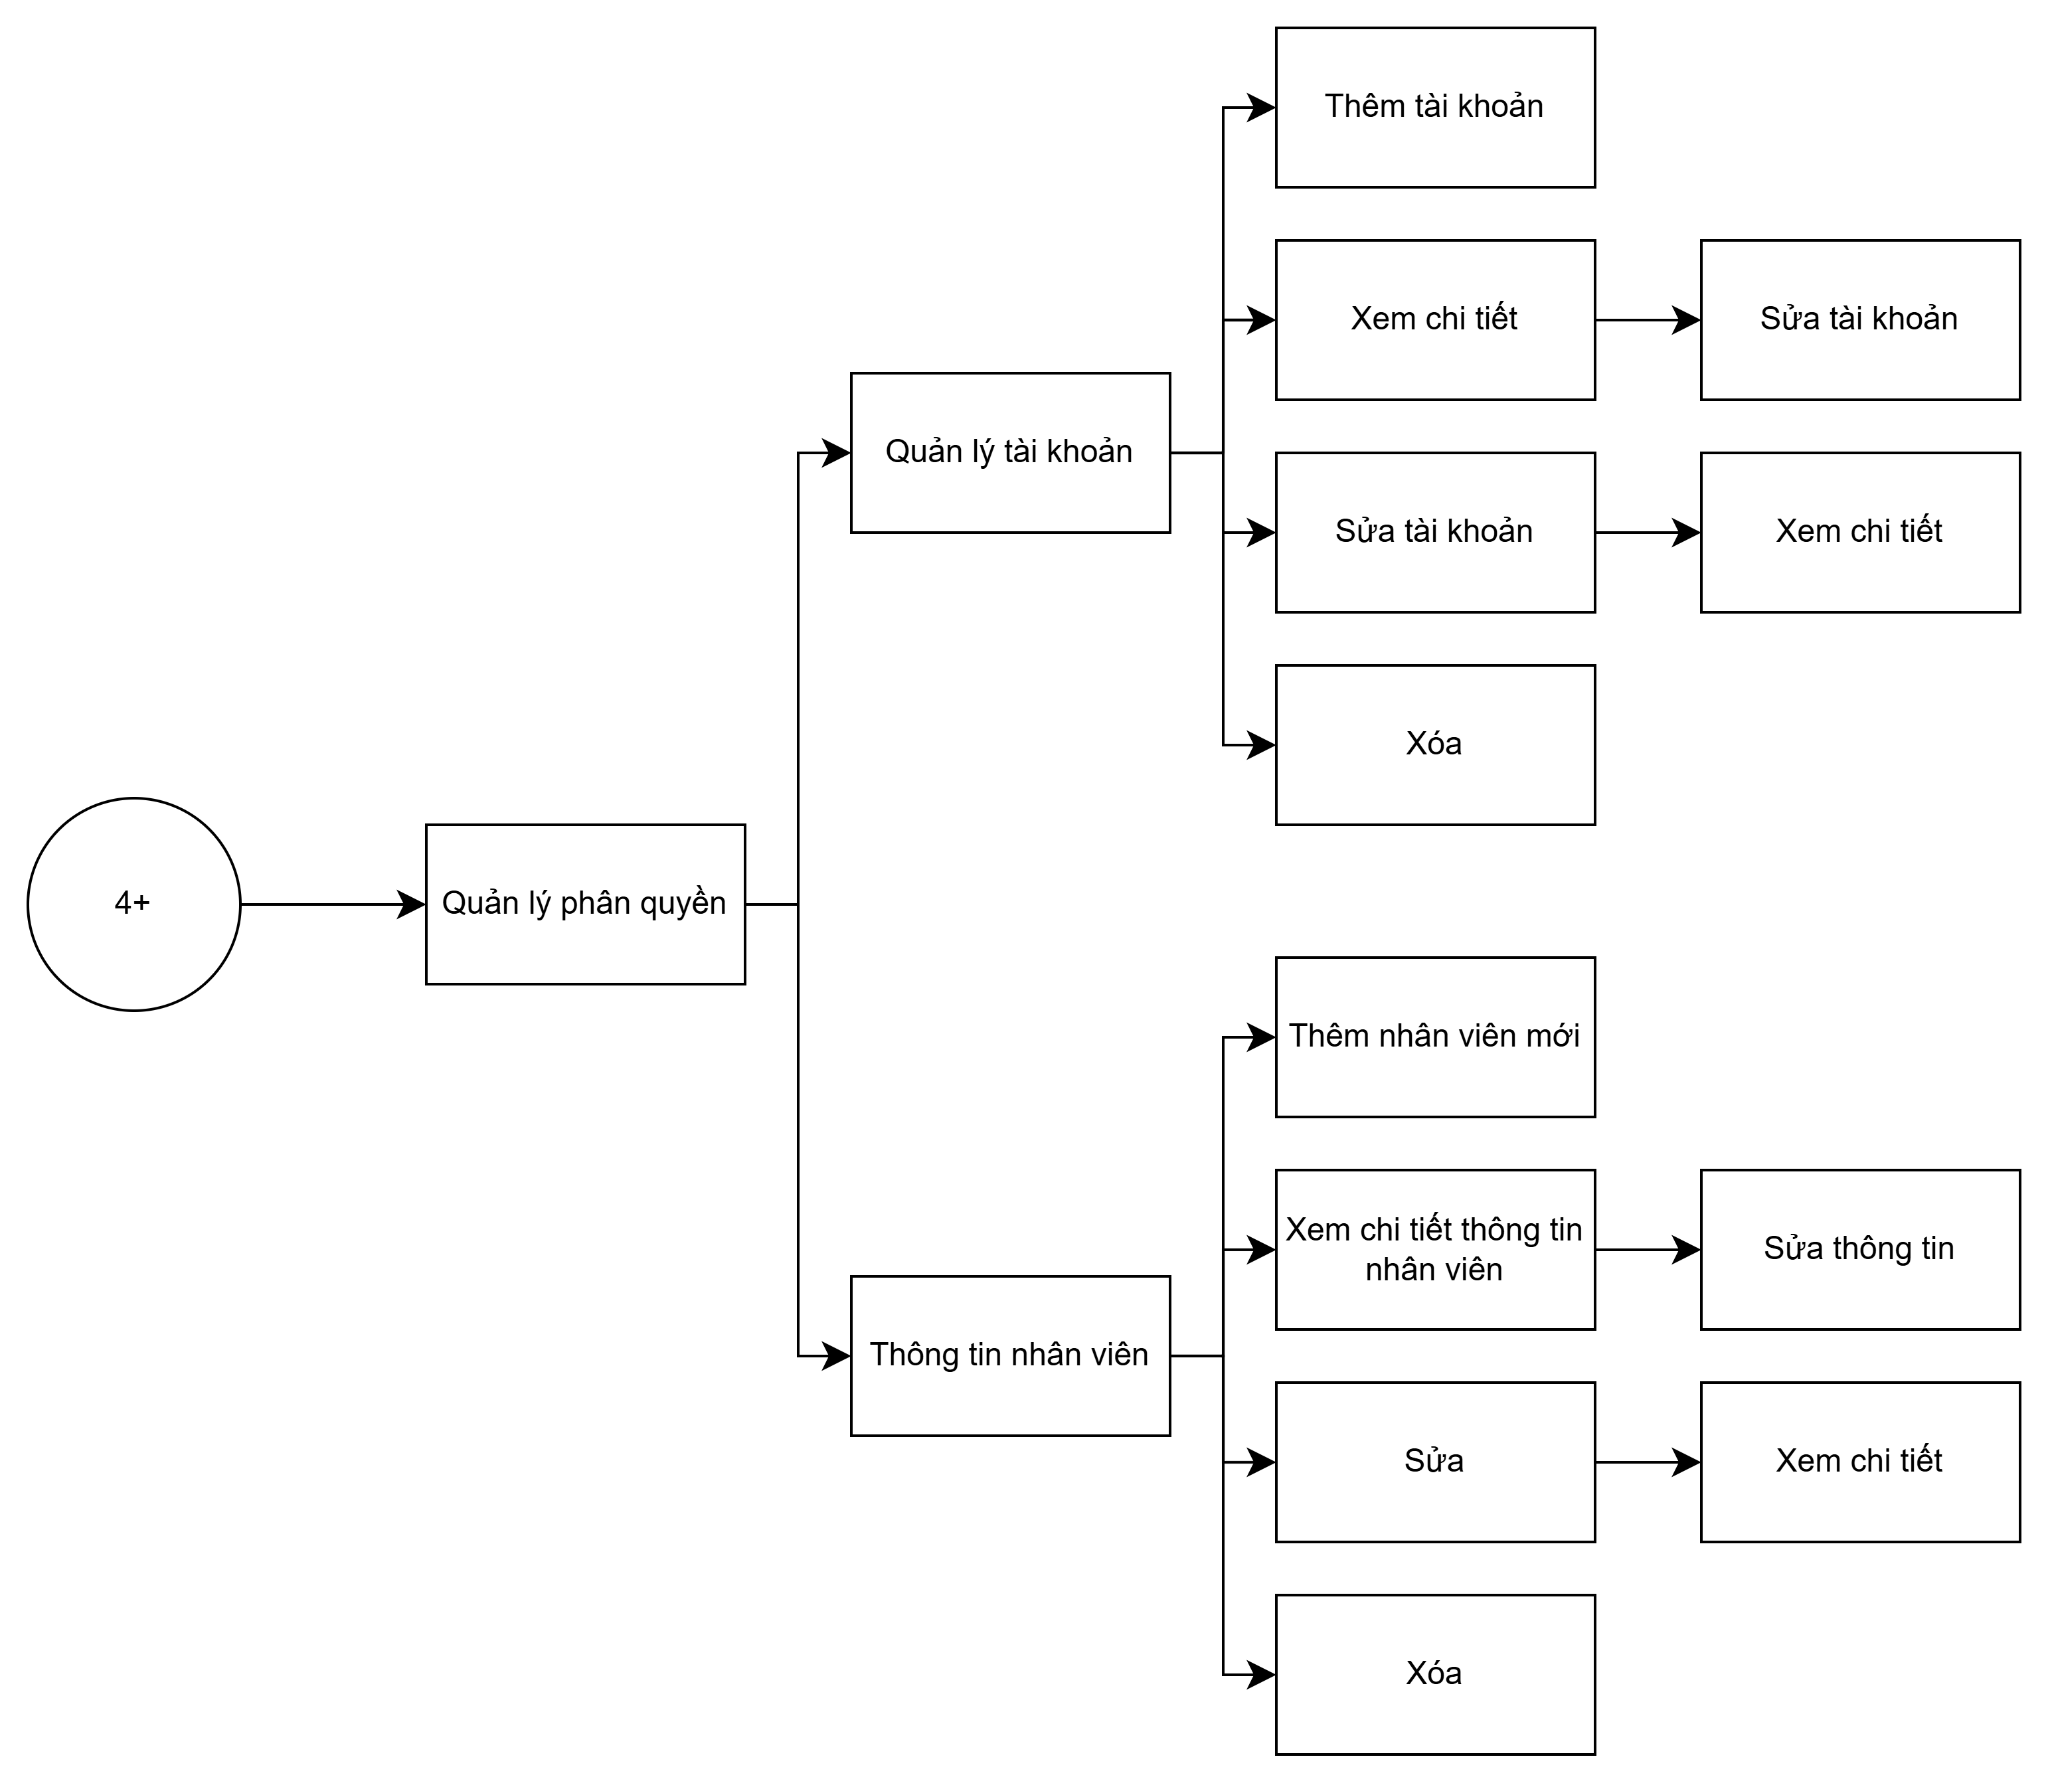 4+
Quản lý phân quyền
Quản lý tài khoản
Thêm tài khoản
Xem chi tiết
Sửa tài khoản
Sửa tài khoản
Xem chi tiết
Xóa
Thông tin nhân viên
Thêm nhân viên mới
Xem chi tiết thông tin
nhân viên
Sửa thông tin
Sửa
Xem chi tiết
Xóa